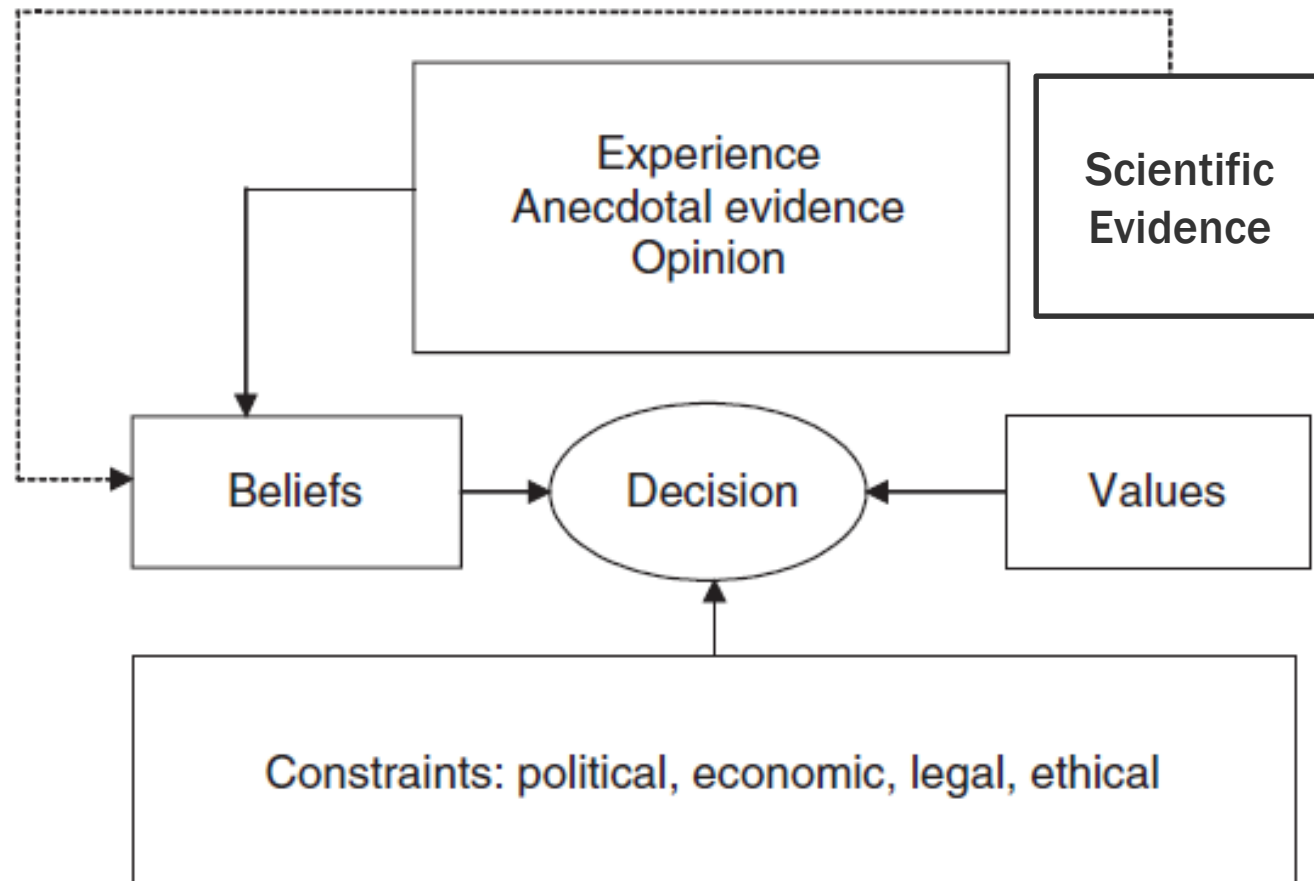 Experience
Anecdotal evidence
Opinion
Scientific
Evidence
Beliefs
Decision
Values
Constraints: political, economic, legal, ethical